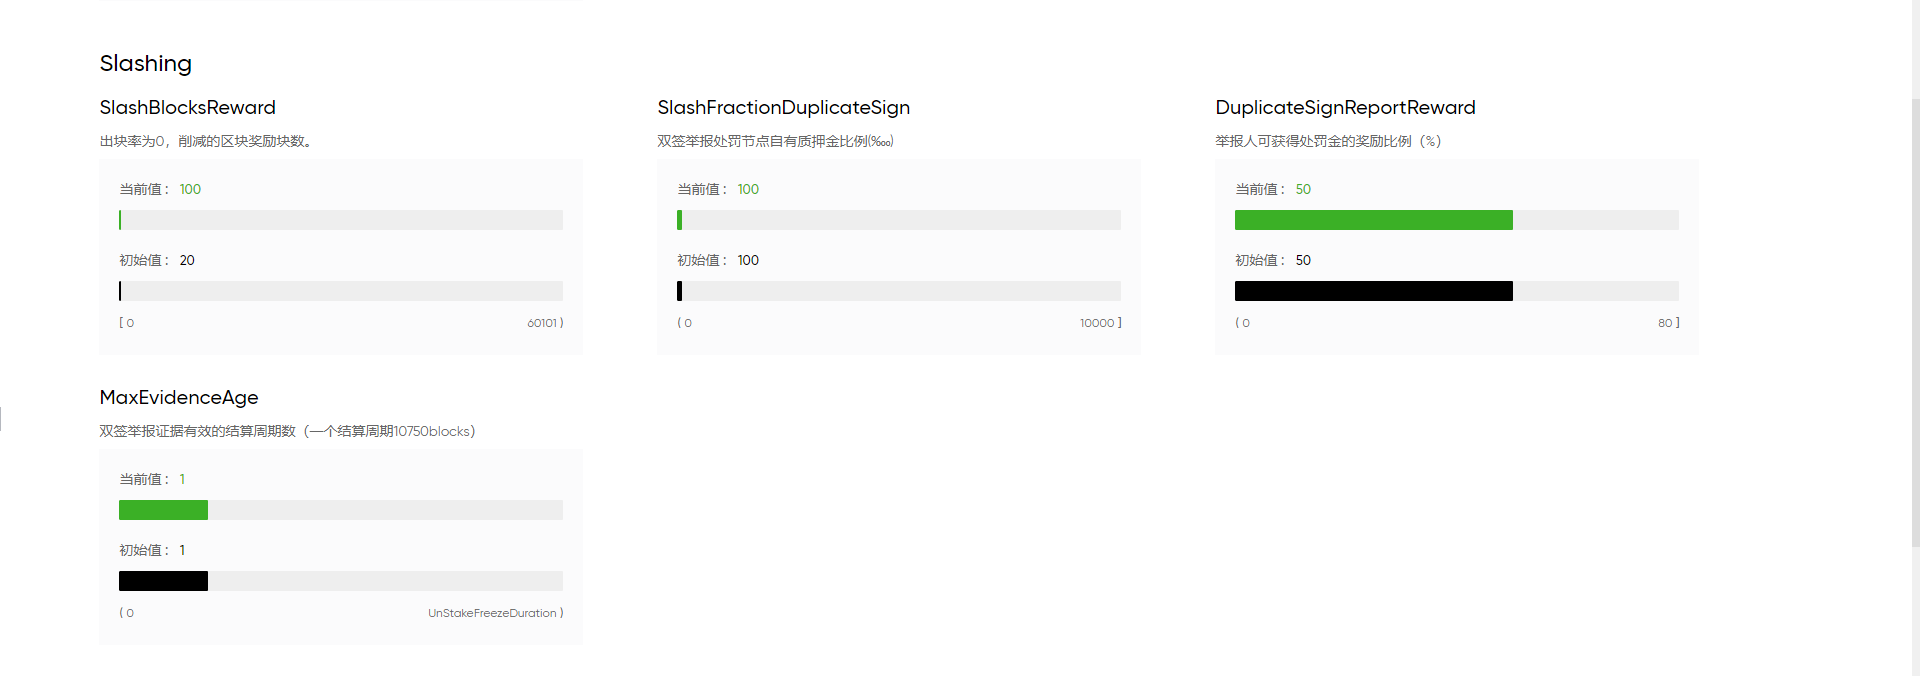 Slashing
SlashBlocksReward
出块率为0，削减的区块奖励块数。
当前值： 100
初始值： 20
[ 0
60101 )
SlashFractionDuplicateSign
双签举报处罚节点自有质押金比例(‱)
当前值： 100
初始值： 100
( 0
10000 ]
DuplicateSignReportReward
举报人可获得处罚金的奖励比例（%）
当前值： 50
初始值： 50
( 0
80 ]
MaxEvidenceAge
双签举报证据有效的结算周期数（一个结算周期10750blocks）
当前值： 1
初始值： 1
( 0
UnStakeFreezeDuration )